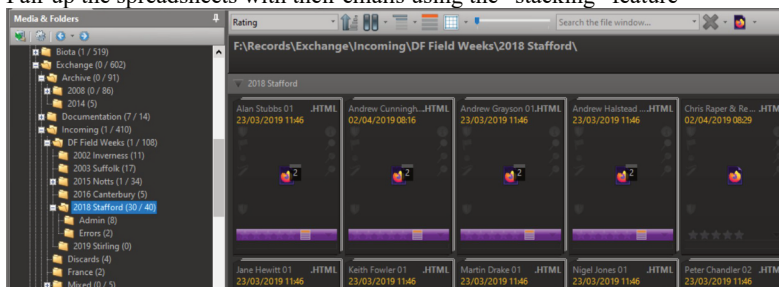 Pair up the spreadsheets with their emails using the "stacking" feature
Media & Folders
Rating
Search the file window...
F:\Records\Exchange\Incoming\DF Field Weeks\2018 Stafford\
2018 Stafford
Biota (1 / 519)
Exchange (0 / 602)
Archive (0 / 91)
2008 (0 / 86)
2014 (5)
Documentation (7 / 14)
Incoming (1 / 410)
DF Field Weeks (1 / 108)
2002 Inverness (11)
2003 Suffolk (17)
2015 Notts (1 / 34)
2016 Canterbury (5)
2018 Stafford (30 / 40)
Admin (8)
Errors (2)
2019 Stirling (0)
Discards (4)
France (2)
Mixed (0 / 5)
Alan Stubbs 01 .HTML
23/03/2019 11:46
2
Andrew Cunningh... .HTML
02/04/2019 08:16
2
Andrew Grayson 01 .HTML
23/03/2019 11:46
2
Andrew Halstead ... .HTML
23/03/2019 11:46
2
Chris Raper & Re... .HTM
02/04/2019 08:29
Jane Hewitt 01 .HTML
23/03/2019 11:46
Keith Fowler 01 .HTML
23/03/2019 11:46
Martin Drake 01 .HTML
23/03/2019 11:46
Nigel Jones 01 .HTML
23/03/2019 11:46
Peter Chandler 02 .HTM
23/03/2019 11:46